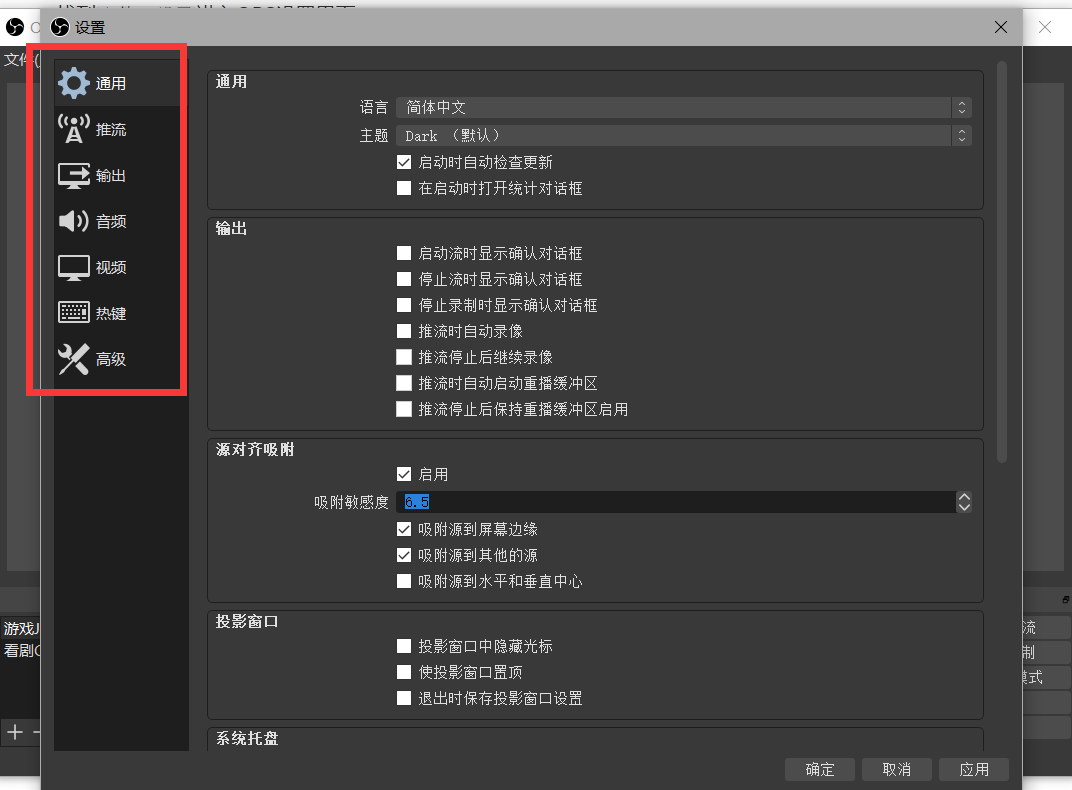 设置
文件(
通用
推流
输出
音频
视频
热键
高级
通用
语言 简体中文
主题 Dark （默认）
启动时自动检查更新
在启动时打开统计对话框
输出
启动流时显示确认对话框
停止流时显示确认对话框
停止录制时显示确认对话框
推流时自动录像
推流停止后继续录像
推流时自动启动重播缓冲区
推流停止后保持重播缓冲区启用
源对齐吸附
启用
吸附敏感度 6.5
吸附源到屏幕边缘
吸附源到其他的源
吸附源到水平和垂直中心
投影窗口
投影窗口中隐藏光标
使投影窗口置顶
退出时保存投影窗口设置
系统托盘
确定 取消 应用
游戏
看剧
流
制
模式